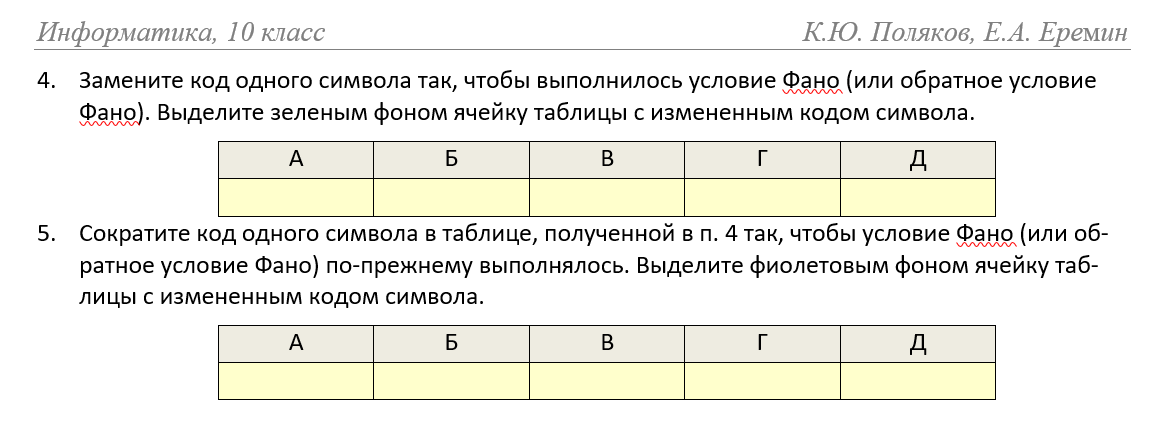 Информатика, 10 класс К.Ю. Поляков, Е.А. Еремин
4. Замените код одного символа так, чтобы выполнилось условие Фано (или обратное условие
Фано). Выделите зеленым фоном ячейку таблицы с измененным кодом символа.
А Б В Г Д
5. Сократите код одного символа в таблице, полученной в п. 4 так, чтобы условие Фано (или об-
ратное условие Фано) по-прежнему выполнялось. Выделите фиолетовым фоном ячейку таб-
лицы с измененным кодом символа.
А Б В Г Д